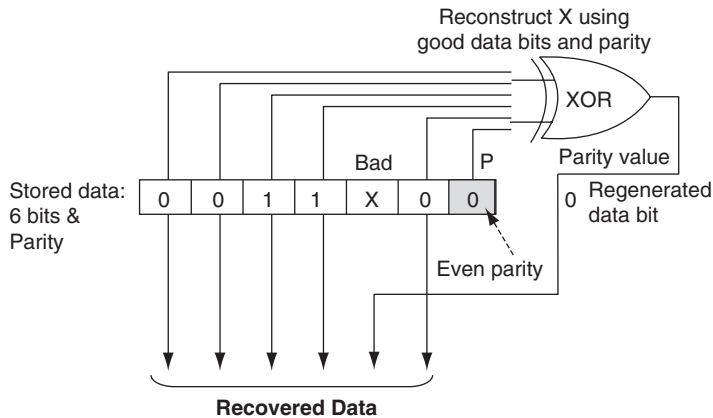 Reconstruct X using
good data bits and parity
XOR
Bad
P
Parity value
Stored data:
6 bits &
Parity
0 0 1 1 X 0 0
0 Regenerated
data bit
Even parity
Recovered Data